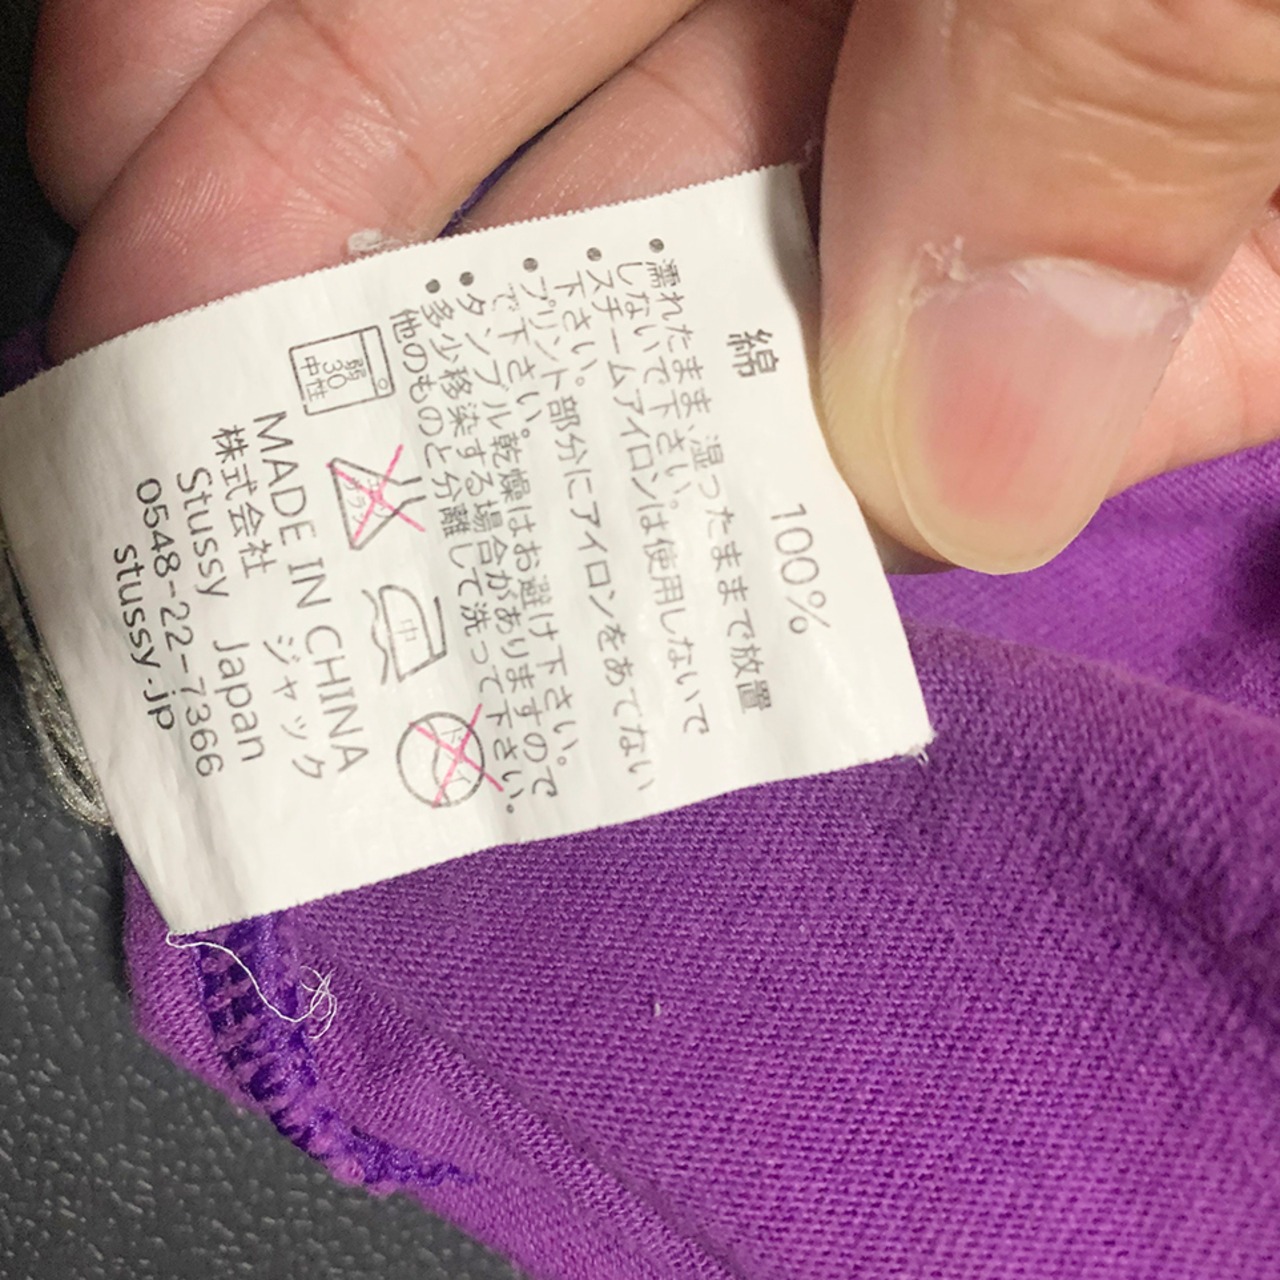 綿 100%
●濡れたまま、湿ったままで放置
しないで下さい。
●スチームアイロンは使用しないで
下さい。
●プリント部分にアイロンをあてない
で下さい。
●タンブル乾燥はお避け下さい。
●多少移染する場合がありますので
他のものと分離して洗って下さい。
弱
30
中性
中
MADE IN CHINA
株式会社 ジャック
Stussy Japan
0548-22-7366
stussy.jp